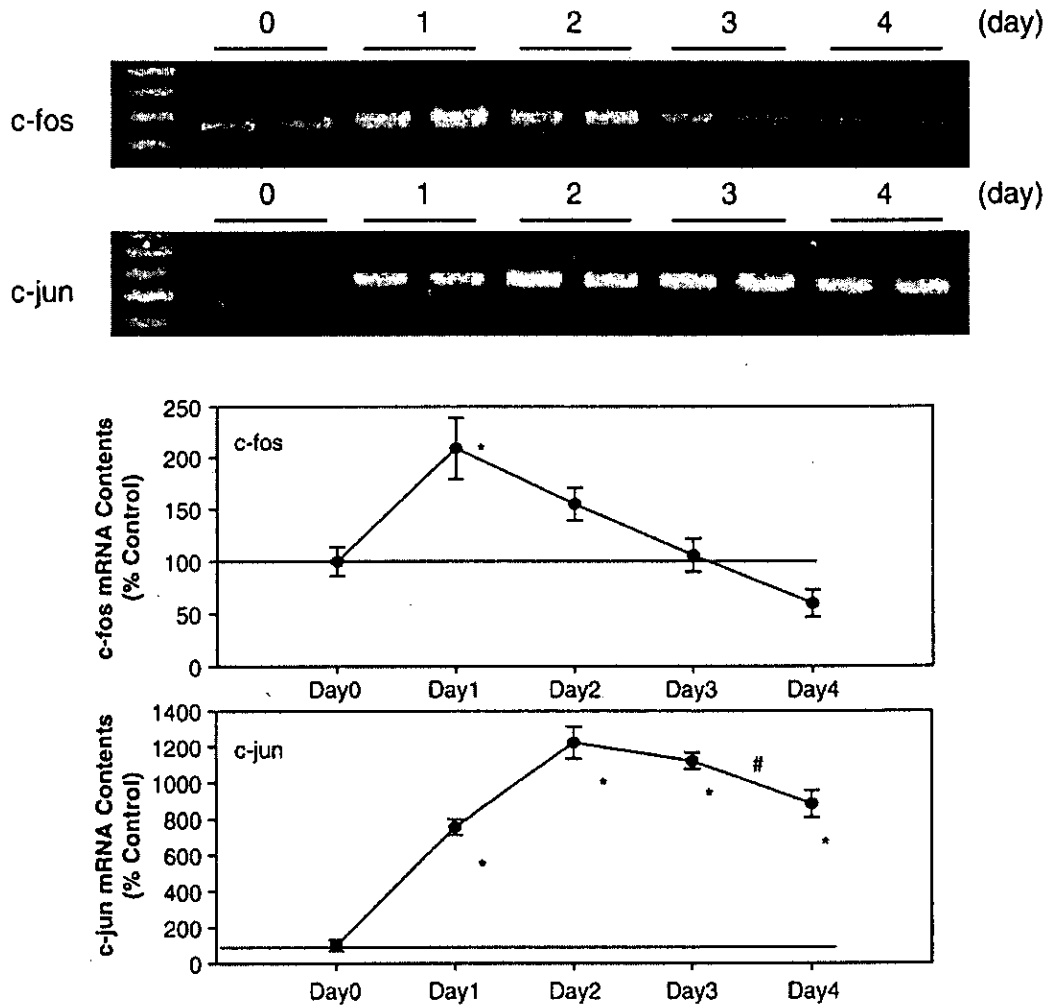 0 1 2 3 4 (day)
c-fos
0 1 2 3 4 (day)
c-jun
c-fos mRNA Contents
(% Control)
250
200
150
100
50
0
c-fos
*
Day0 Day1 Day2 Day3 Day4
c-jun mRNA Contents
(% Control)
1400
1200
1000
800
600
400
200
0
c-jun
#
*
*
*
*
Day0 Day1 Day2 Day3 Day4